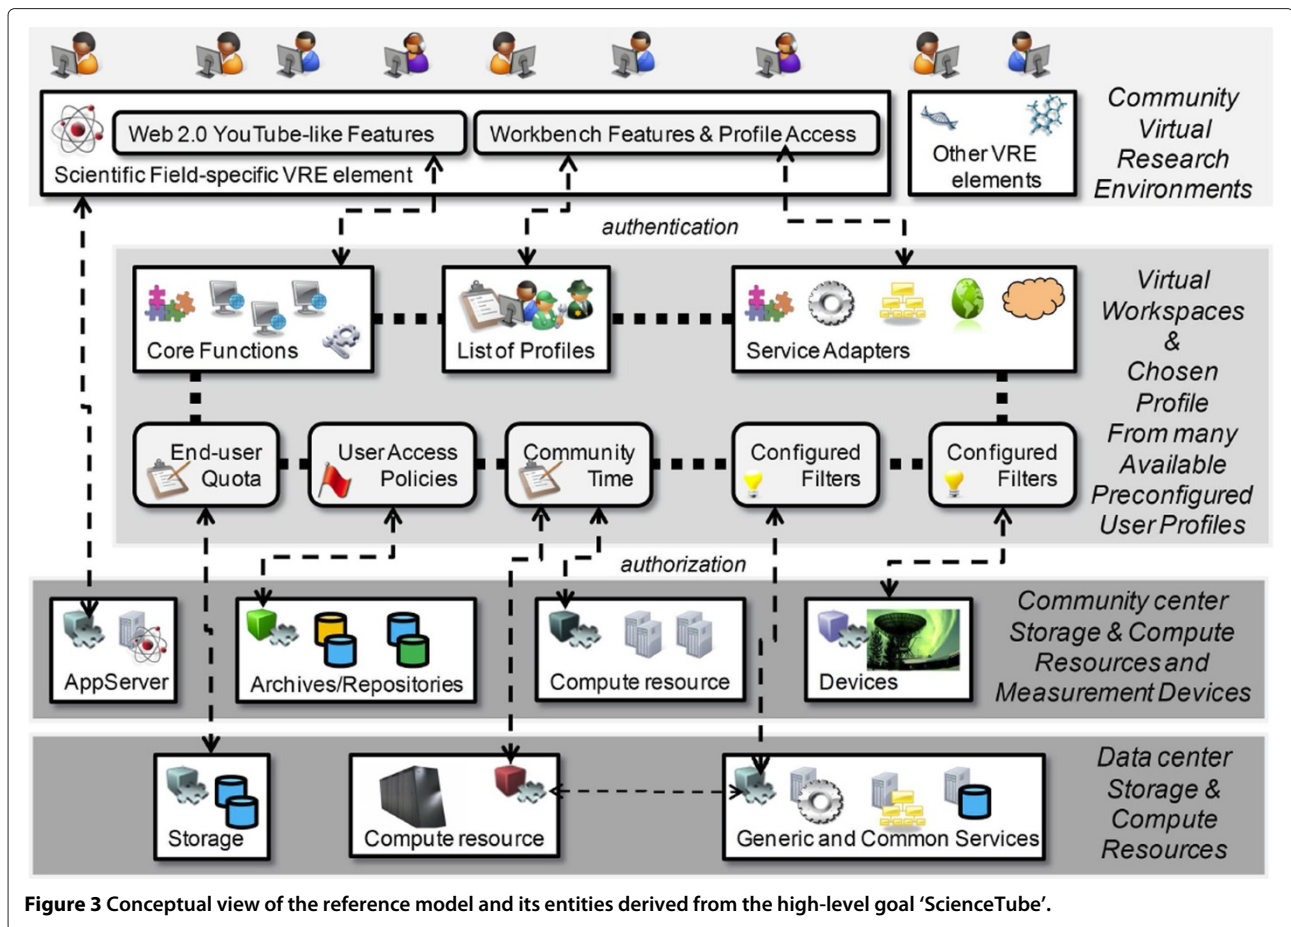 Web 2.0 YouTube-like Features
Workbench Features & Profile Access
Scientific Field-specific VRE element
Other VRE
elements
Community
Virtual
Research
Environments
authentication
Core Functions
List of Profiles
Service Adapters
Virtual
Workspaces
&
Chosen
Profile
From many
Available
Preconfigured
User Profiles
End-user
Quota
User Access
Policies
Community
Time
Configured
Filters
Configured
Filters
authorization
AppServer
Archives/Repositories
Compute resource
Devices
Community center
Storage & Compute
Resources and
Measurement Devices
Storage
Compute resource
Generic and Common Services
Data center
Storage &
Compute
Resources
Figure 3 Conceptual view of the reference model and its entities derived from the high-level goal ‘ScienceTube’.